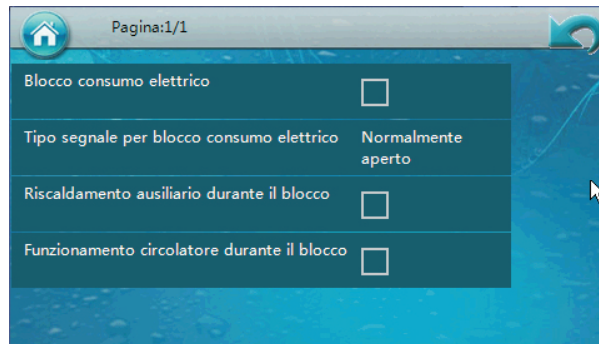 Pagina:1/1
Blocco consumo elettrico
Tipo segnale per blocco consumo elettrico Normalmente
aperto
Riscaldamento ausiliario durante il blocco
Funzionamento circolatore durante il blocco